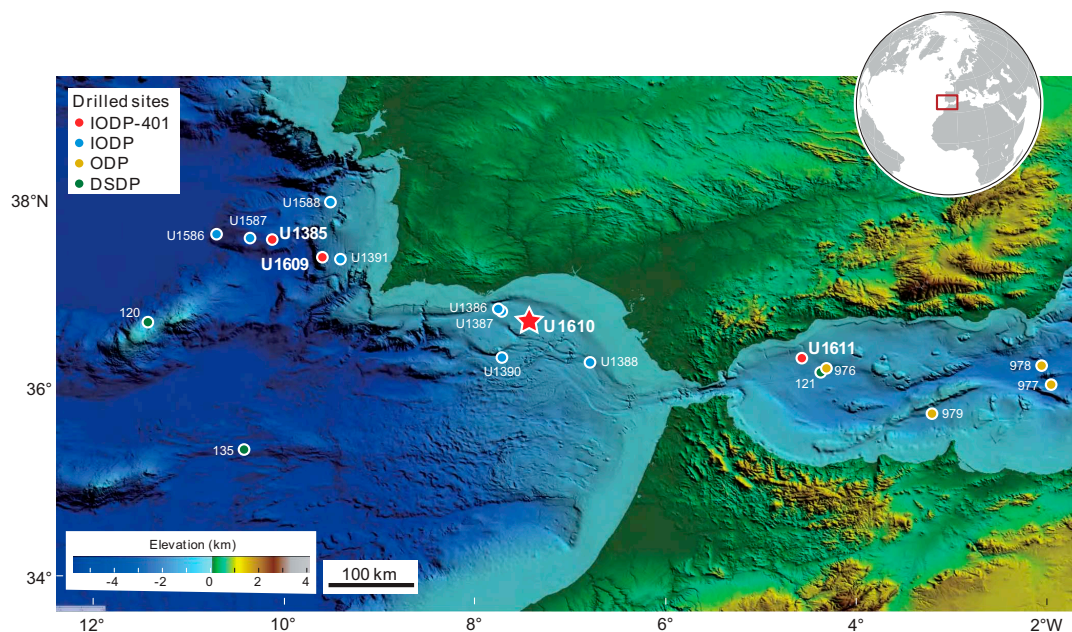 Drilled sites
IODP-401
IODP
ODP
DSDP
38°N
36°
34°
U1588
U1587
U1586
U1385
U1609
U1391
120
U1386
U1387
U1610
U1390
U1388
U1611
121
976
978
977
979
135
Elevation (km)
-4 -2 0 2 4
100 km
12° 10° 8° 6° 4° 2°W